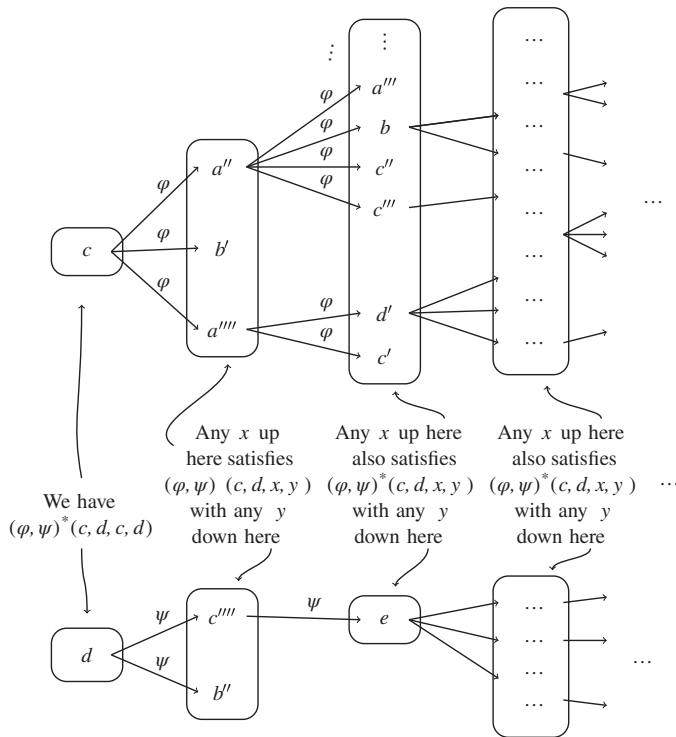 ⋮ ⋮ ...
φ a''' ...
φ b ...
φ a'' φ c'' ...
φ c''' ... ...
c φ b' ...
φ φ d' ...
a'''' φ c' ...
Any x up Any x up here Any x up here
here satisfies also satisfies also satisfies
We have (φ, ψ) (c, d, x, y) (φ, ψ)*(c, d, x, y) (φ, ψ)*(c, d, x, y) ...
(φ, ψ)*(c, d, c, d) with any y with any y with any y
down here down here down here
ψ c'''' ψ e ...
d ...
ψ ... ...
b'' ...